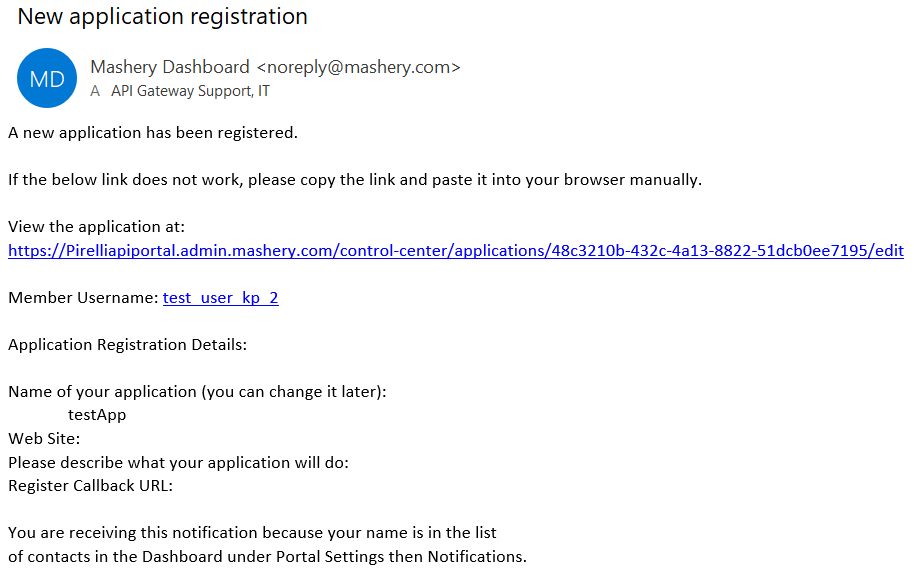 New application registration
MD
Mashery Dashboard <noreply@mashery.com>
A API Gateway Support, IT
A new application has been registered.
If the below link does not work, please copy the link and paste it into your browser manually.
View the application at:
https://Pirelliapiportal.admin.mashery.com/control-center/applications/48c3210b-432c-4a13-8822-51dcb0ee7195/edit
Member Username: test_user_kp_2
Application Registration Details:
Name of your application (you can change it later):
testApp
Web Site:
Please describe what your application will do:
Register Callback URL:
You are receiving this notification because your name is in the list
of contacts in the Dashboard under Portal Settings then Notifications.